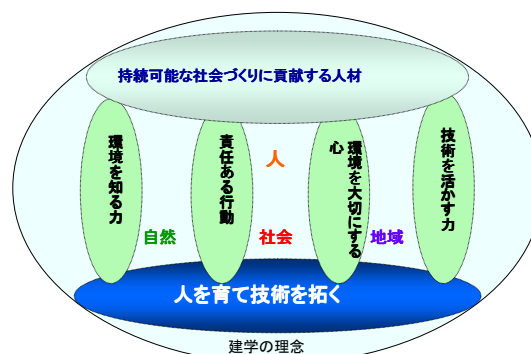 持続可能な社会づくりに貢献する人材
環境を知る力
責任ある行動
人
環境を大切にする
心
技術を活かす力
自然
社会
地域
人を育て技術を拓く
建学の理念